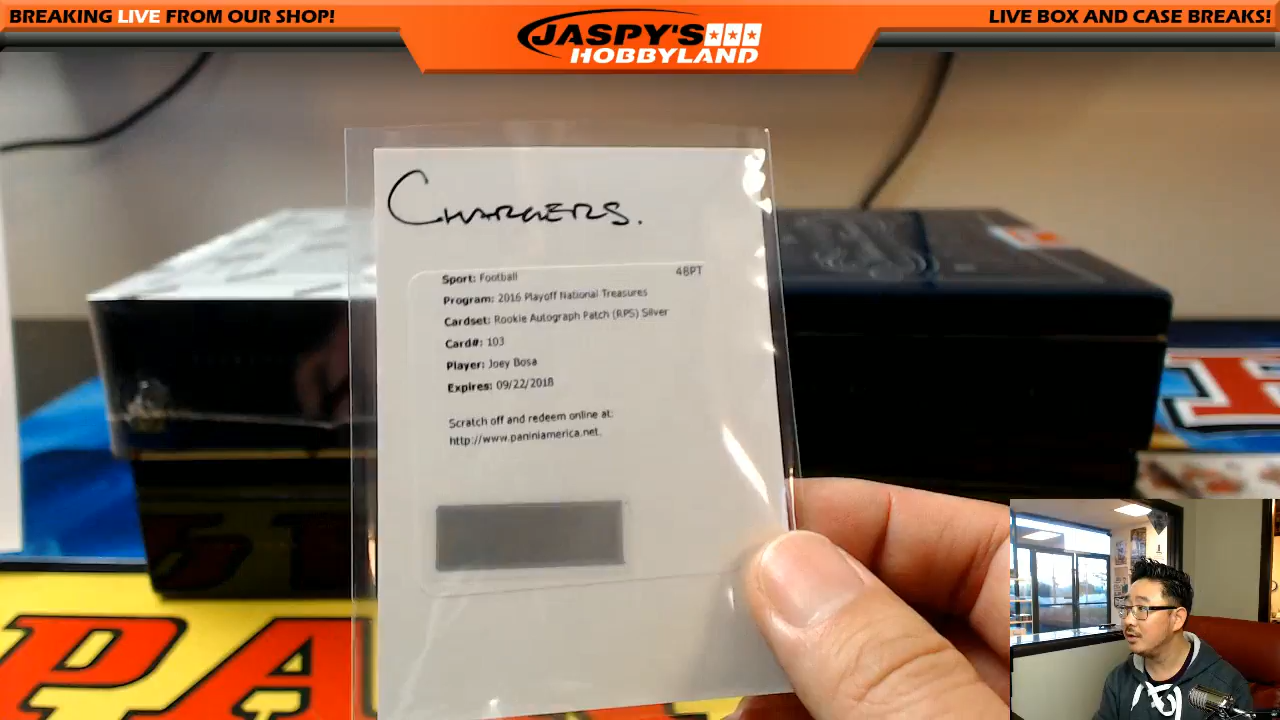 BREAKING LIVE FROM OUR SHOP!
JASPY'S
HOBBYLAND
LIVE BOX AND CASE BREAKS!
CHARGERS.
48PT
Sport: Football
Program: 2016 Playoff National Treasures
Cardset: Rookie Autograph Patch (RPS) Silver
Card#: 103
Player: Joey Bosa
Expires: 09/22/2018
Scratch off and redeem online at:
http://www.paniniamerica.net.
PA